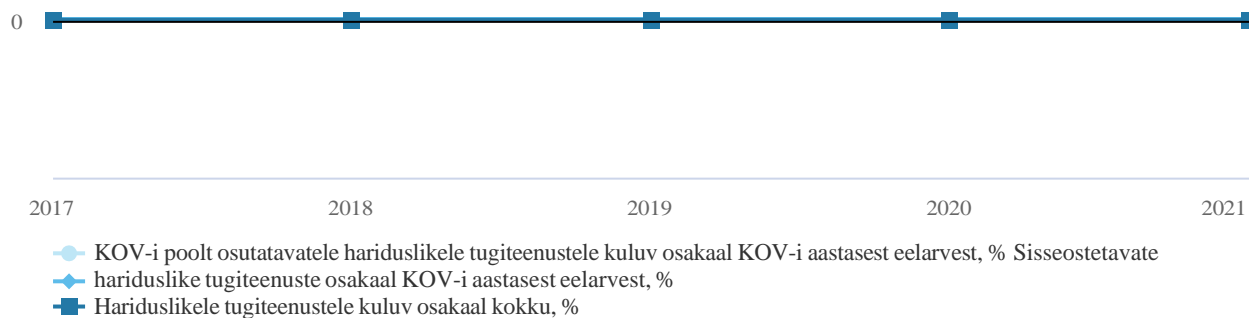 0
2017 2018 2019 2020 2021
KOV-i poolt osutatavatele hariduslikele tugiteenustele kuluv osakaal KOV-i aastasest eelarvest, % Sisseostetavate
hariduslike tugiteenuste osakaal KOV-i aastasest eelarvest, %
Hariduslikele tugiteenustele kuluv osakaal kokku, %